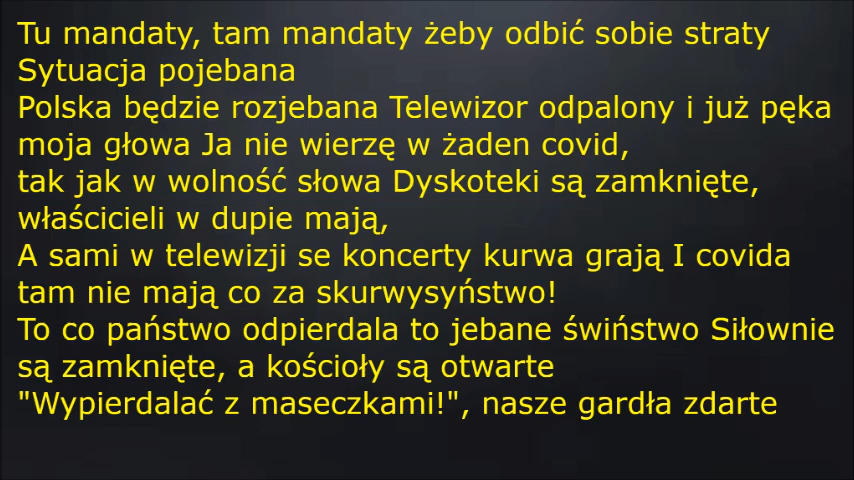 Tu mandaty, tam mandaty żeby odbić sobie straty
Sytuacja pojebana
Polska będzie rozjebana Telewizor odpalony i już pęka
moja głowa Ja nie wierzę w żaden covid,
tak jak w wolność słowa Dyskoteki są zamknięte,
właścicieli w dupie mają,
A sami w telewizji se koncerty kurwa grają I covida
tam nie mają co za skurwysyństwo!
To co państwo odpierdala to jebane świństwo Siłownie
są zamknięte, a kościoły są otwarte
"Wypierdalać z maseczkami!", nasze gardła zdarte